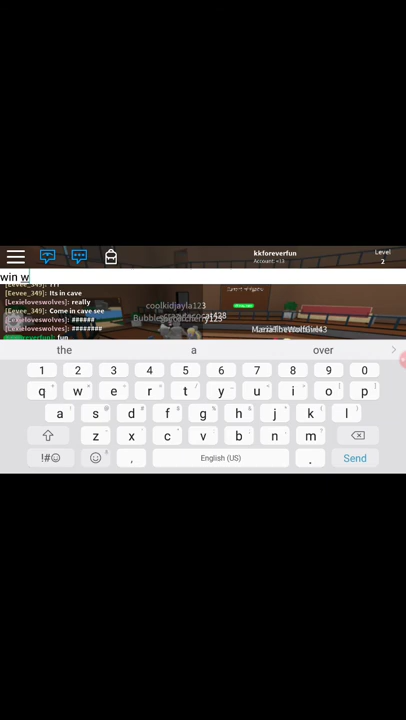 kkforeverfun
Account: <13
Level
2
win w
[Eevee_349]: Its in cave
[Lexieloveswolves]: really
[Eevee_349]: Come in cave see
[Lexieloveswolves]: ######
[Lexieloveswolves]: ########
fun
coolkidjayla123
the a over
1 2 3 4 5 6 7 8 9 0
q w e r t y u i o p
a s d f g h j k l
z x c v b n m
!#☺ , English (US) . Send